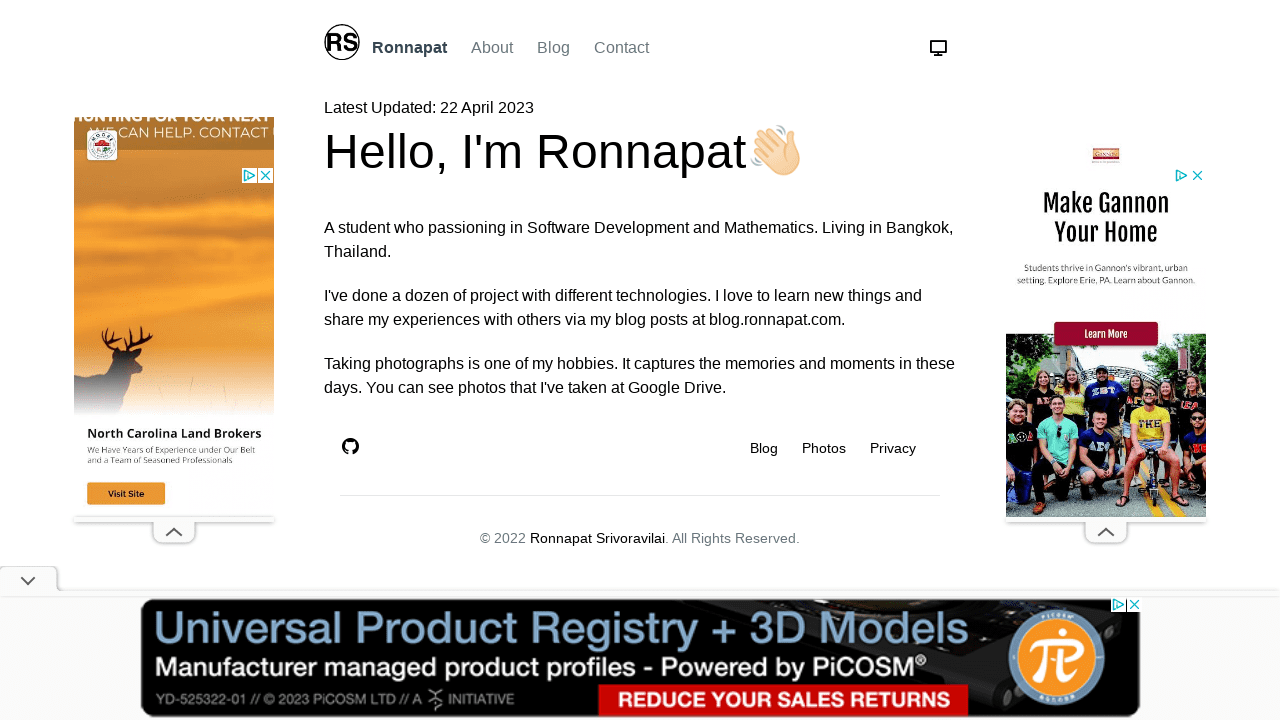 RS
Ronnapat
About
Blog
Contact
Latest Updated: 22 April 2023
Hello, I'm Ronnapat
A student who passioning in Software Development and Mathematics. Living in Bangkok,
Thailand.
I've done a dozen of project with different technologies. I love to learn new things and
share my experiences with others via my blog posts at blog.ronnapat.com.
Taking photographs is one of my hobbies. It captures the memories and moments in these
days. You can see photos that I've taken at Google Drive.
Blog
Photos
Privacy
© 2022 Ronnapat Srivoravilai. All Rights Reserved.
HUNTING FOR YOUR NEXT
WE CAN HELP. CONTACT
North Carolina Land Brokers
We Have Years of Experience under Our Belt
and a Team of Seasoned Professionals
Visit Site
GANNON
Make Gannon
Your Home
Students thrive in Gannon's vibrant, urban
setting. Explore Erie, PA. Learn about Gannon.
Learn More
Universal Product Registry + 3D Models
Manufacturer managed product profiles - Powered by PiCOSM®
YD-525322-01 // © 2023 PiCOSM LTD // A INITIATIVE
REDUCE YOUR SALES RETURNS